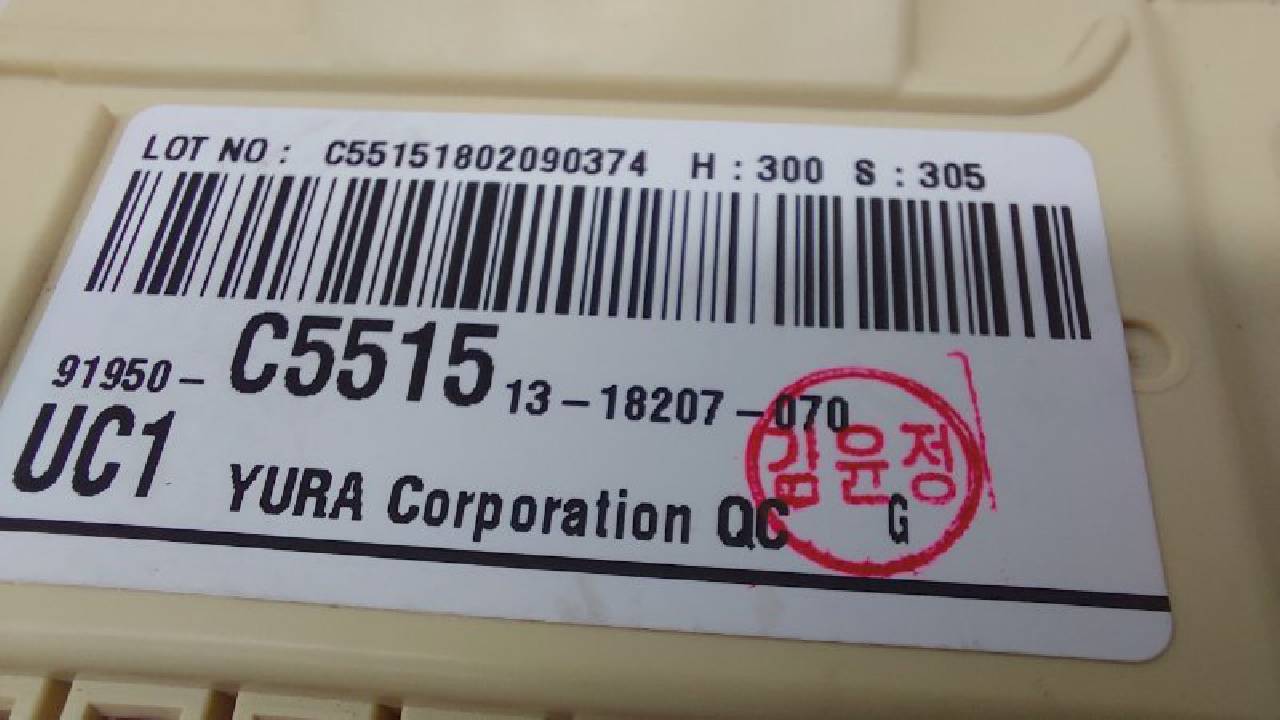 LOT NO : C55151802090374 H : 300 S : 305
91950 - C5515 13 - 18207 - 070
UC1 YURA Corporation QC G
김윤정